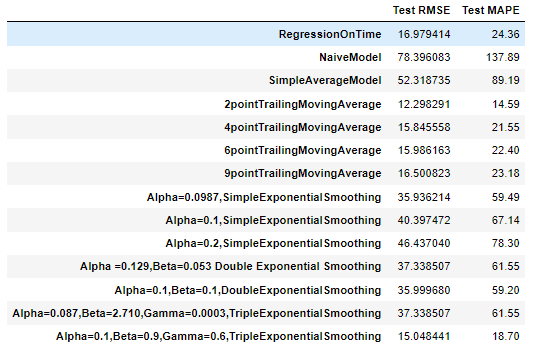 Test RMSE Test MAPE
RegressionOnTime 16.979414 24.36
NaiveModel 78.396083 137.89
SimpleAverageModel 52.318735 89.19
2pointTrailingMovingAverage 12.298291 14.59
4pointTrailingMovingAverage 15.845558 21.55
6pointTrailingMovingAverage 15.986163 22.40
9pointTrailingMovingAverage 16.500823 23.18
Alpha=0.0987,SimpleExponentialSmoothing 35.936214 59.49
Alpha=0.1,SimpleExponentialSmoothing 40.397472 67.14
Alpha=0.2,SimpleExponentialSmoothing 46.437040 78.30
Alpha =0.129,Beta=0.053 Double Exponential Smoothing 37.338507 61.55
Alpha=0.1,Beta=0.1,DoubleExponentialSmoothing 35.999680 59.20
Alpha=0.087,Beta=2.710,Gamma=0.0003,TripleExponentialSmoothing 37.338507 61.55
Alpha=0.1,Beta=0.9,Gamma=0.6,TripleExponentialSmoothing 15.048441 18.70